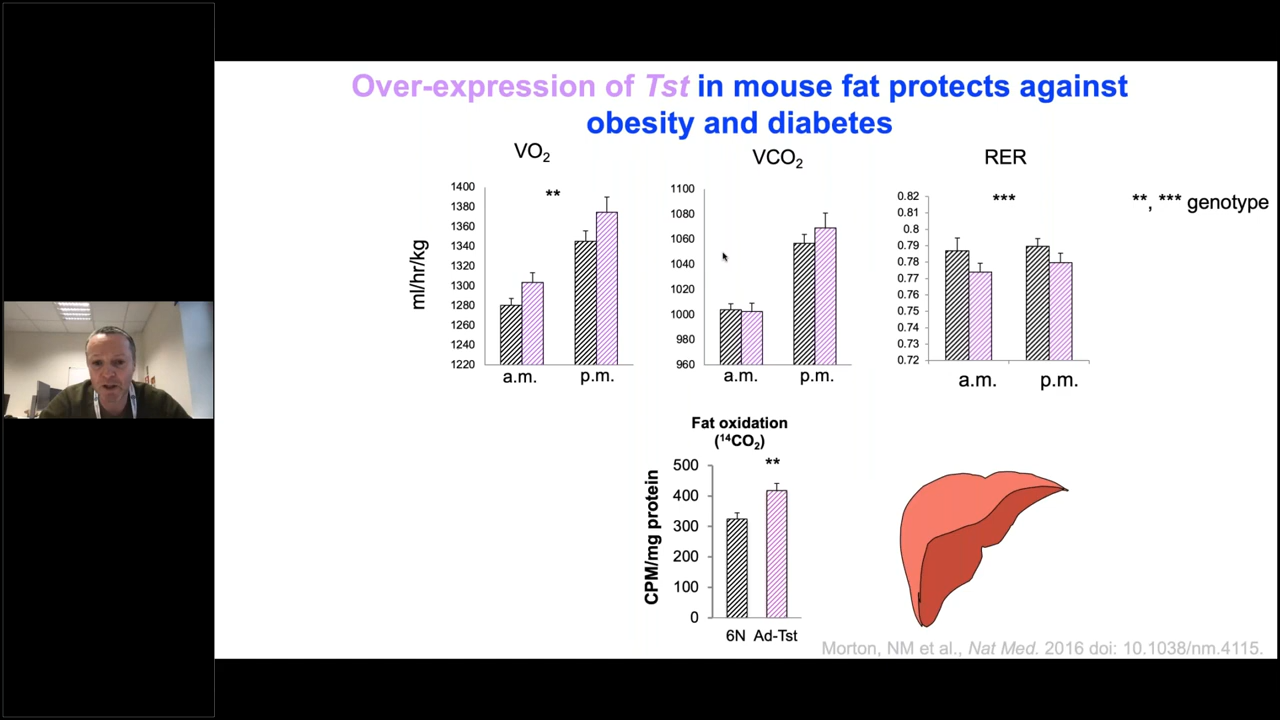 Over-expression of Tst in mouse fat protects against
obesity and diabetes
VO2
VCO2
RER
1400
1380
1360
1340
1320
1300
1280
1260
1240
1220
ml/hr/kg
**
a.m.
p.m.
1100
1080
1060
1040
1020
1000
980
960
a.m.
p.m.
0.82
0.81
0.8
0.79
0.78
0.77
0.76
0.75
0.74
0.73
0.72
***
a.m.
p.m.
**, *** genotype
Fat oxidation
(14CO2)
500
400
300
200
100
0
CPM/mg protein
**
6N Ad-Tst
Morton, NM et al., Nat Med. 2016 doi: 10.1038/nm.4115.